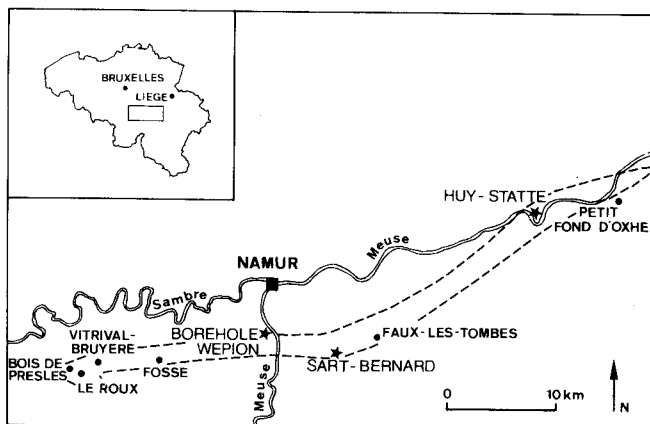 BRUXELLES
LIEGE
HUY-STATTE
PETIT
FOND D'OXHE
Meuse
NAMUR
Sambre
BOREHOLE
WEPION
VITRIVAL-
BRUYERE
FAUX-LES-TOMBES
BOIS DE
PRESLES
LE ROUX
FOSSE
SART-BERNARD
Meuse
0 10 km
N